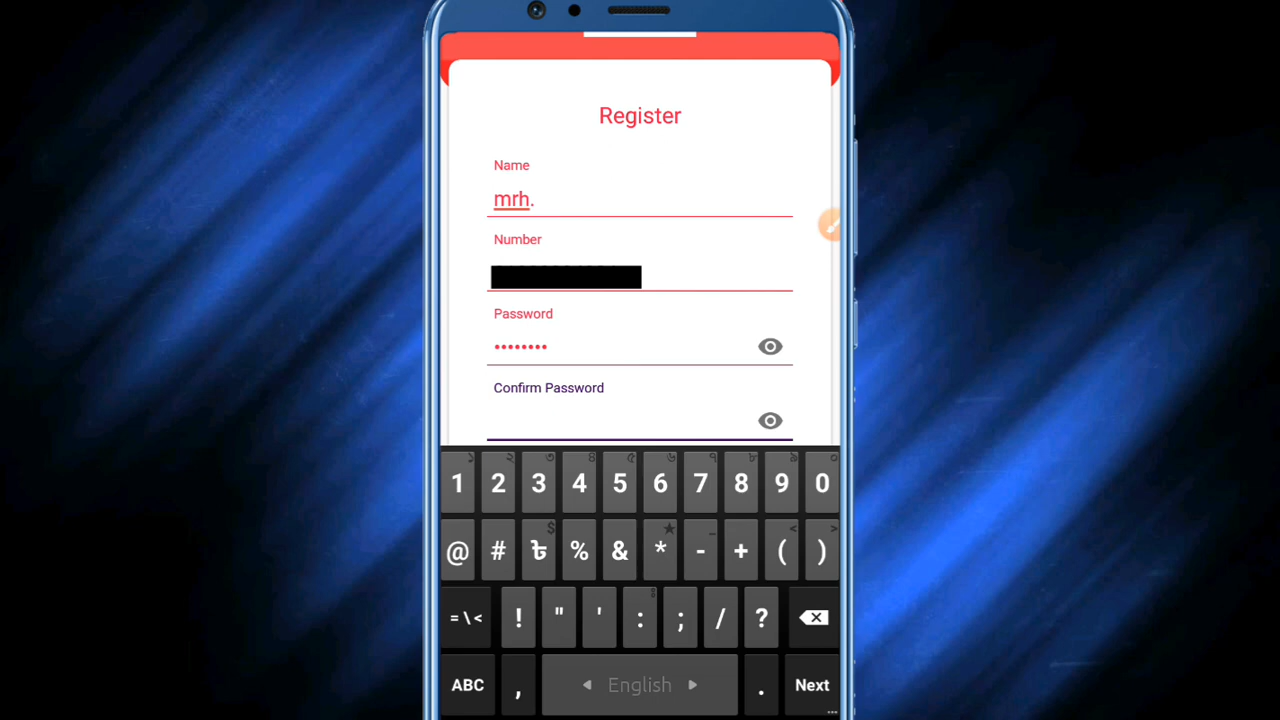 Register
Name
mrh.
Number
Password
••••••••
Confirm Password
1 2 3 4 5 6 7 8 9 0
@ # ৳ % & * - + ( )
= \ < ! " ' : ; / ?
ABC , English . Next